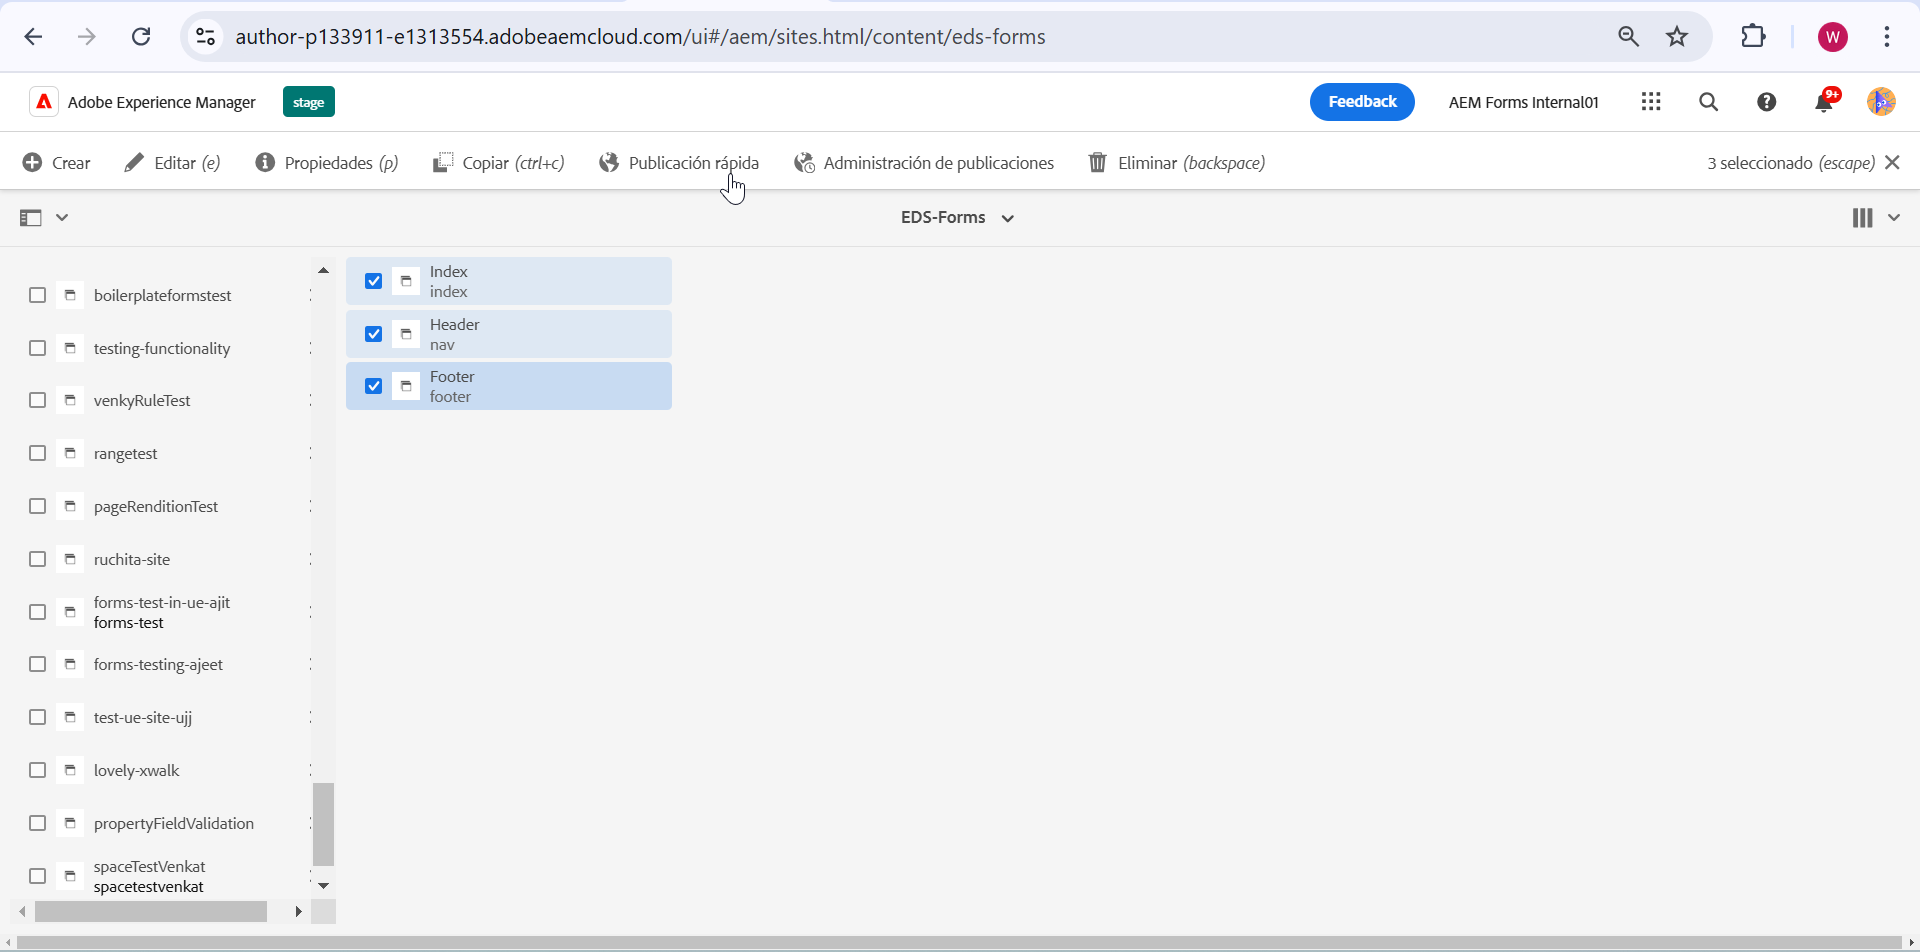 author-p133911-e1313554.adobeaemcloud.com/ui#/aem/sites.html/content/eds-forms
W
Adobe Experience Manager
stage
Feedback
AEM Forms Internal01
9+
Crear
Editar (e)
Propiedades (p)
Copiar (ctrl+c)
Publicación rápida
Administración de publicaciones
Eliminar (backspace)
3 seleccionado (escape)
EDS-Forms
boilerplateformstest
testing-functionality
venkyRuleTest
rangetest
pageRenditionTest
ruchita-site
forms-test-in-ue-ajit
forms-test
forms-testing-ajeet
test-ue-site-ujj
lovely-xwalk
propertyFieldValidation
spaceTestVenkat
spacetestvenkat
Index
index
Header
nav
Footer
footer